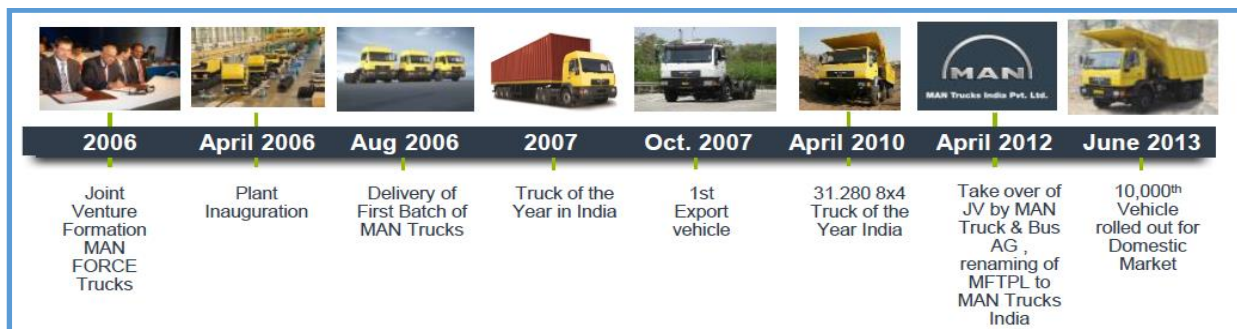 MAN
MAN Trucks India Pvt. Ltd.
2006
April 2006
Aug 2006
2007
Oct. 2007
April 2010
April 2012
June 2013
Joint
Venture
Formation
MAN
FORCE
Trucks
Plant
Inauguration
Delivery of
First Batch of
MAN Trucks
Truck of the
Year in India
1st
Export
vehicle
31.280 8x4
Truck of the
Year India
Take over of
JV by MAN
Truck & Bus
AG ,
renaming of
MFTPL to
MAN Trucks
India
10,000th
Vehicle
rolled out for
Domestic
Market